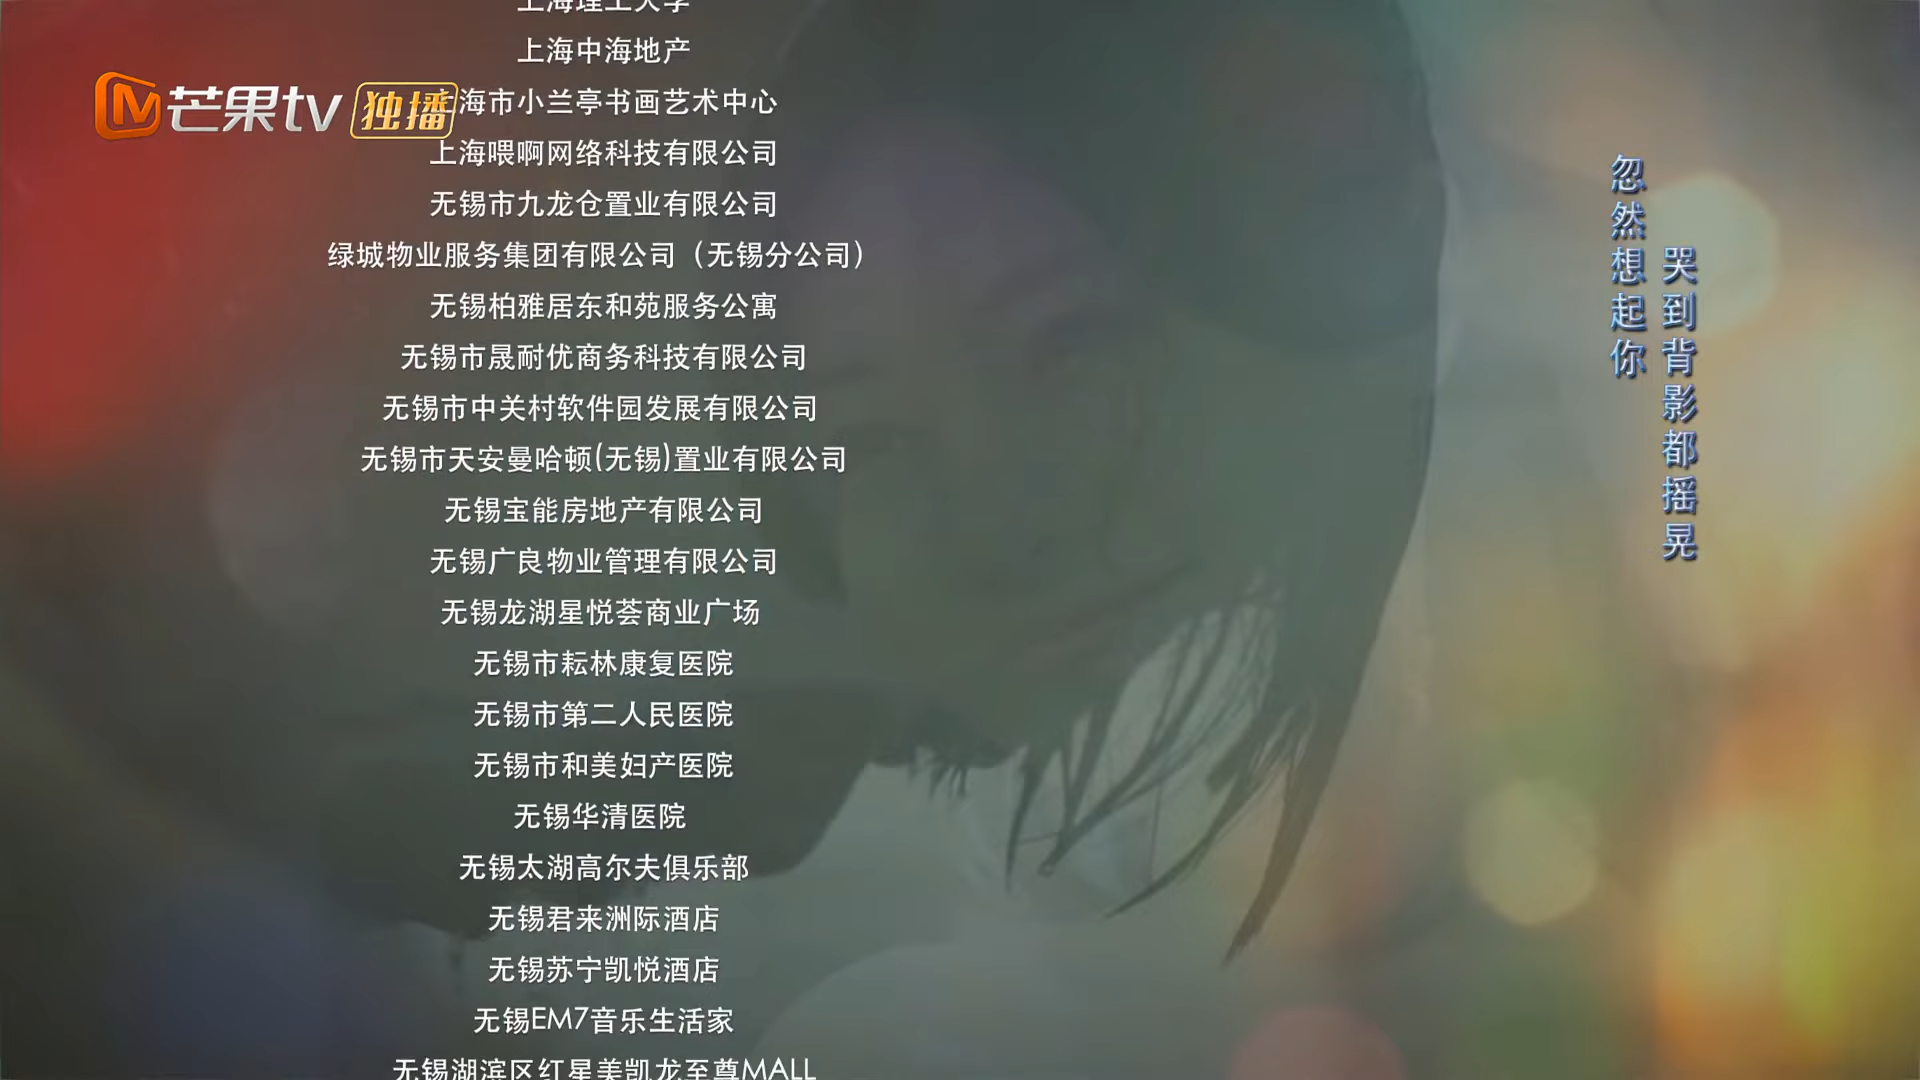 上海理工大学
上海中海地产
芒果tv 独播
上海市小兰亭书画艺术中心
上海喂啊网络科技有限公司
无锡市九龙仓置业有限公司
绿城物业服务集团有限公司（无锡分公司）
无锡柏雅居东和苑服务公寓
无锡市晟耐优商务科技有限公司
无锡市中关村软件园发展有限公司
无锡市天安曼哈顿(无锡)置业有限公司
无锡宝能房地产有限公司
无锡广良物业管理有限公司
无锡龙湖星悦荟商业广场
无锡市耘林康复医院
无锡市第二人民医院
无锡市和美妇产医院
无锡华清医院
无锡太湖高尔夫俱乐部
无锡君来洲际酒店
无锡苏宁凯悦酒店
无锡EM7音乐生活家
无锡湖滨区红星美凯龙至尊MALL
忽然想起你
哭到背影都摇晃